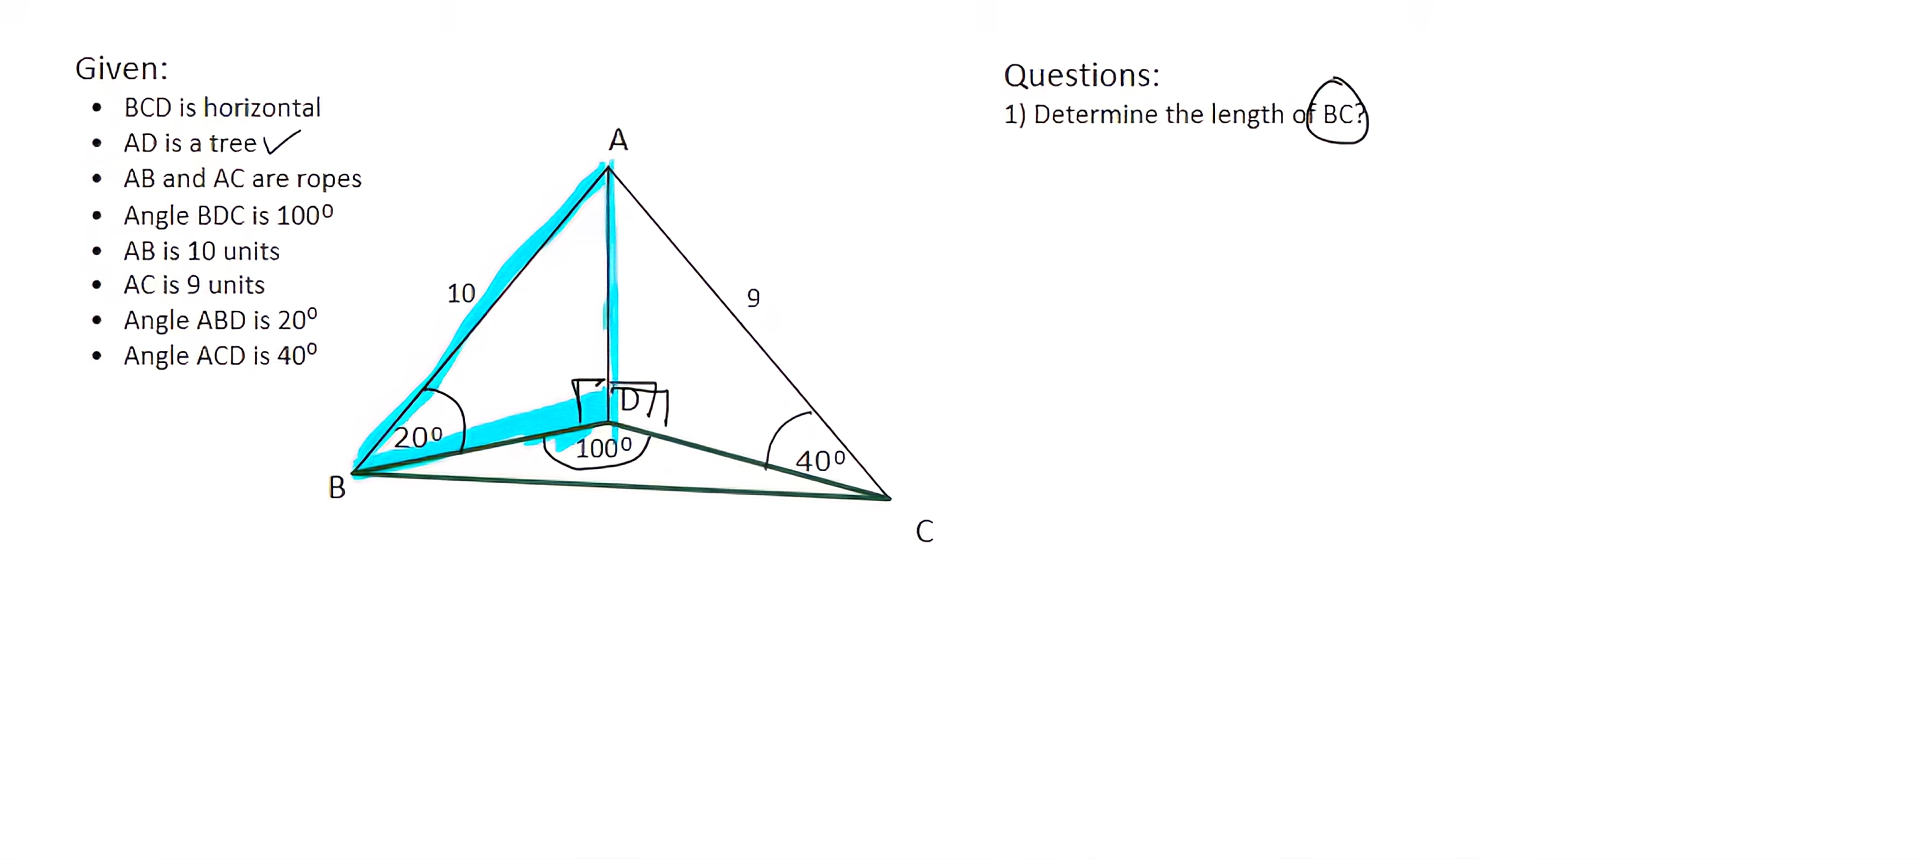 Given:
• BCD is horizontal
• AD is a tree
• AB and AC are ropes
• Angle BDC is 100⁰
• AB is 10 units
• AC is 9 units
• Angle ABD is 20⁰
• Angle ACD is 40⁰
Questions:
1) Determine the length of BC?
A
10
9
D
20⁰
100⁰
40⁰
B
C